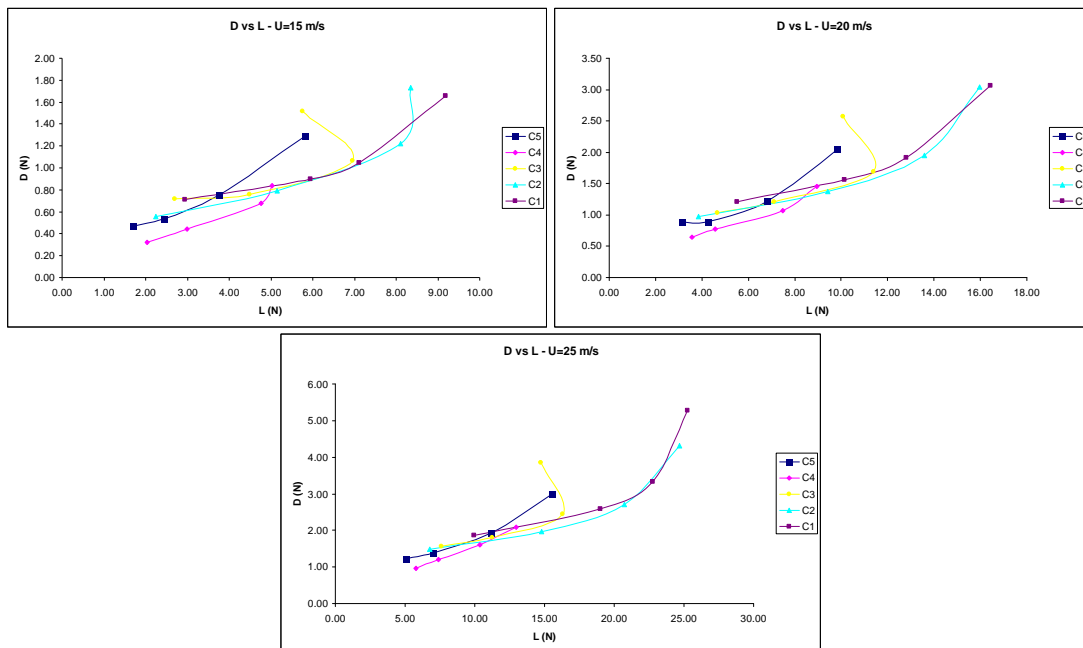 D vs L - U=15 m/s
2.00
1.80
1.60
1.40
1.20
1.00
0.80
0.60
0.40
0.20
0.00
D (N)
0.00 1.00 2.00 3.00 4.00 5.00 6.00 7.00 8.00 9.00 10.00
L (N)
C5
C4
C3
C2
C1
D vs L - U=20 m/s
3.50
3.00
2.50
2.00
1.50
1.00
0.50
0.00
D (N)
0.00 2.00 4.00 6.00 8.00 10.00 12.00 14.00 16.00 18.00
L (N)
C
C
C
C
C
D vs L - U=25 m/s
6.00
5.00
4.00
3.00
2.00
1.00
0.00
D (N)
0.00 5.00 10.00 15.00 20.00 25.00 30.00
L (N)
C5
C4
C3
C2
C1